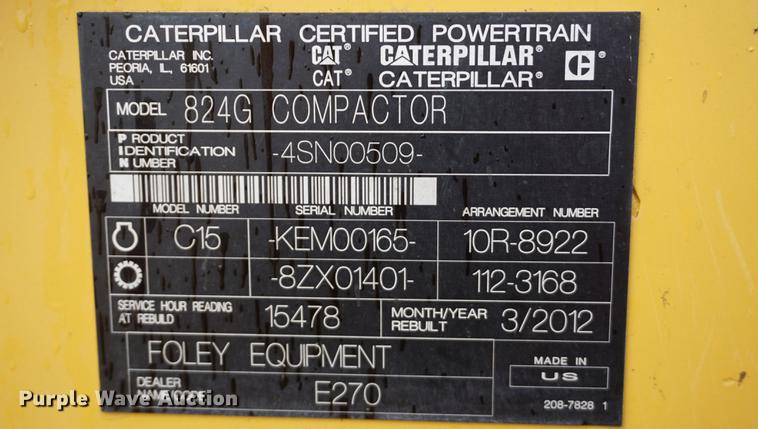 CATERPILLAR CERTIFIED POWERTRAIN
CATERPILLAR INC.
PEORIA, IL, 61601
USA
CAT® CATERPILLAR®
CAT® CATERPILLAR®
C
MODEL 824G COMPACTOR
PRODUCT
IDENTIFICATION
NUMBER
-4SN00509-
MODEL NUMBER SERIAL NUMBER ARRANGEMENT NUMBER
C15 -KEM00165- 10R-8922
-8ZX01401- 112-3168
SERVICE HOUR READING
AT REBUILD
15478
MONTH/YEAR
REBUILT
3/2012
FOLEY EQUIPMENT
DEALER
NAME/CODE
E270
MADE IN
US
208-7828 1
Purple Wave Auction